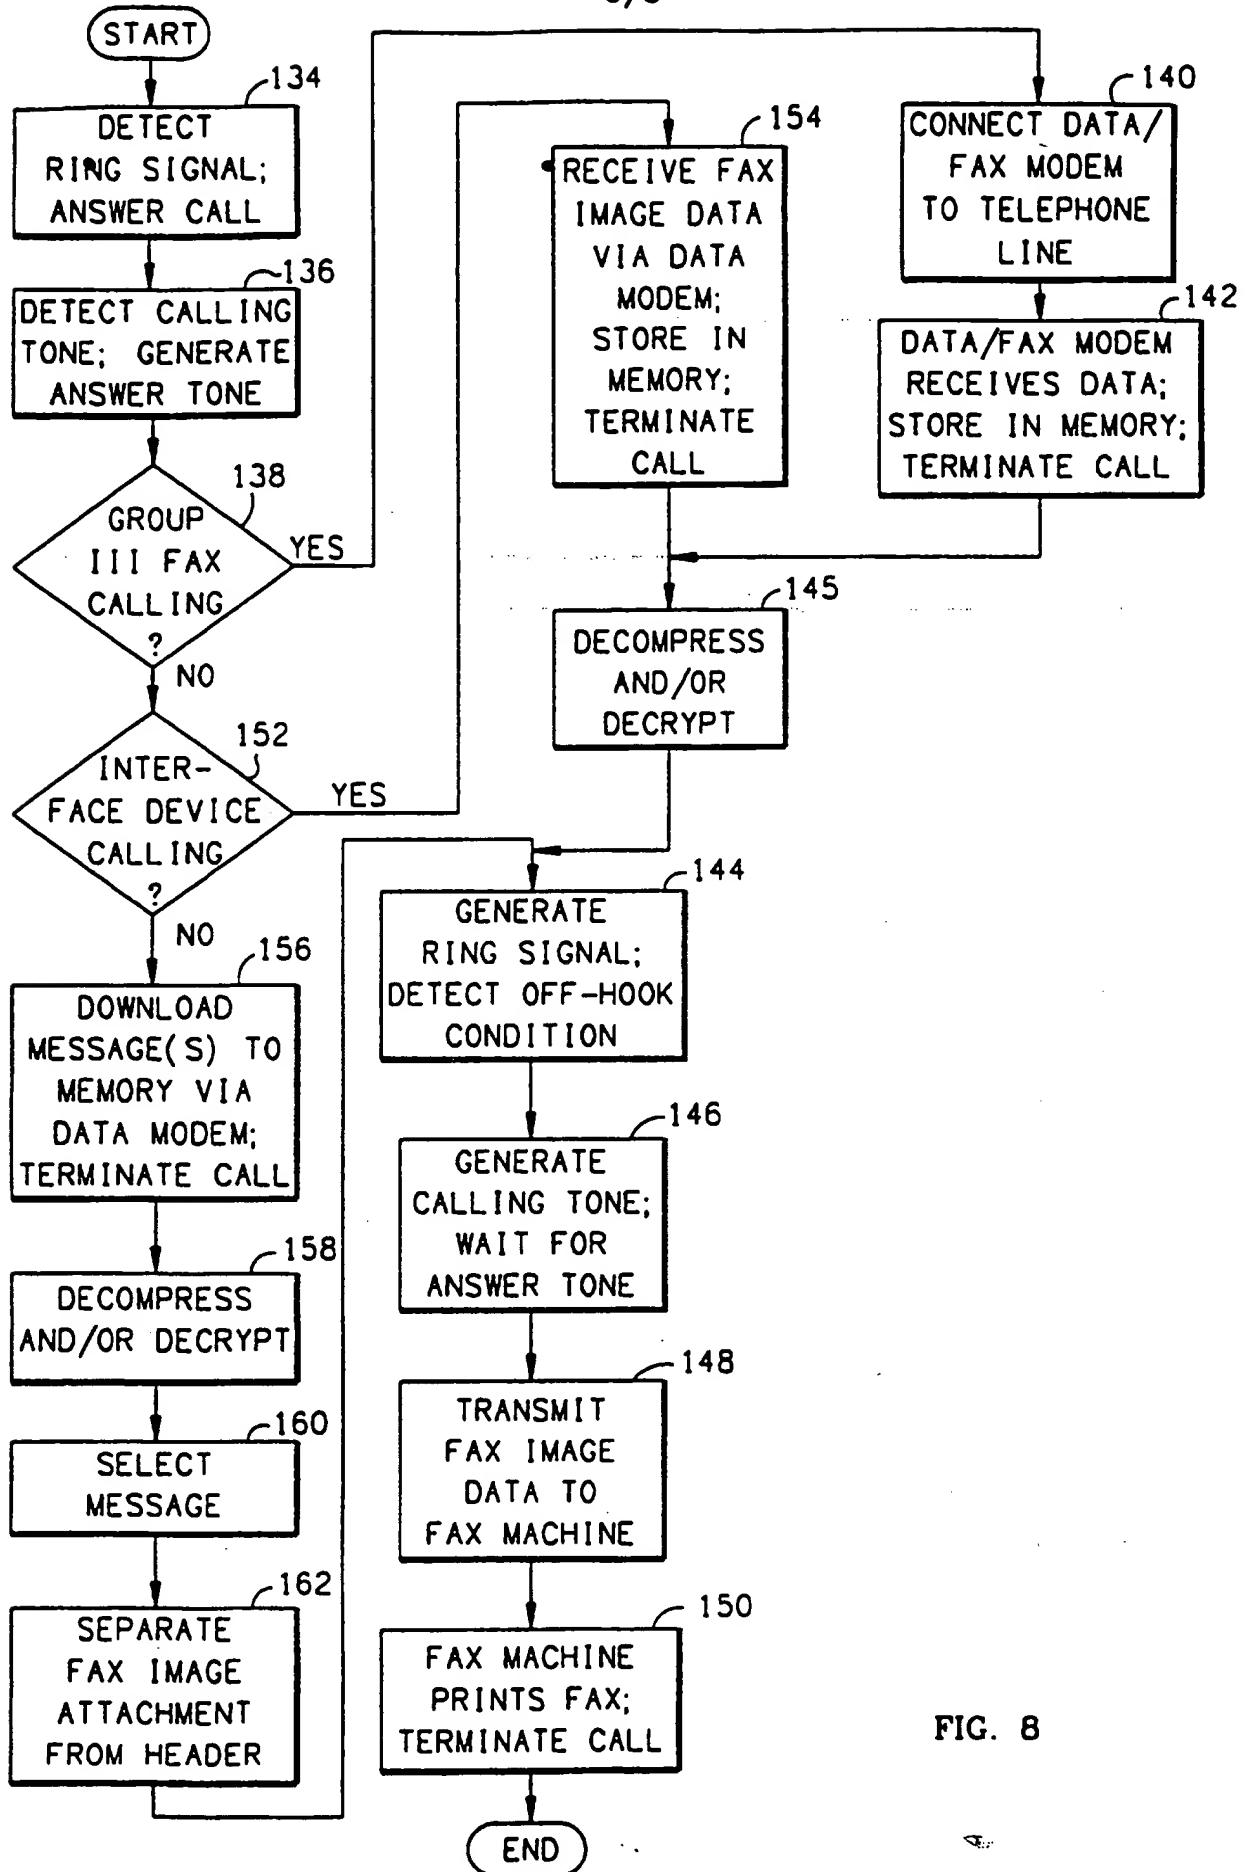 START
134
DETECT
RING SIGNAL;
ANSWER CALL
136
DETECT CALLING
TONE; GENERATE
ANSWER TONE
138
GROUP
III FAX
CALLING
?
YES
NO
152
INTER-
FACE DEVICE
CALLING
?
YES
NO
156
DOWNLOAD
MESSAGE(S) TO
MEMORY VIA
DATA MODEM;
TERMINATE CALL
158
DECOMPRESS
AND/OR DECRYPT
160
SELECT
MESSAGE
162
SEPARATE
FAX IMAGE
ATTACHMENT
FROM HEADER
154
RECEIVE FAX
IMAGE DATA
VIA DATA
MODEM;
STORE IN
MEMORY;
TERMINATE
CALL
140
CONNECT DATA/
FAX MODEM
TO TELEPHONE
LINE
142
DATA/FAX MODEM
RECEIVES DATA;
STORE IN MEMORY;
TERMINATE CALL
145
DECOMPRESS
AND/OR
DECRYPT
144
GENERATE
RING SIGNAL;
DETECT OFF-HOOK
CONDITION
146
GENERATE
CALLING TONE;
WAIT FOR
ANSWER TONE
148
TRANSMIT
FAX IMAGE
DATA TO
FAX MACHINE
150
FAX MACHINE
PRINTS FAX;
TERMINATE CALL
END
FIG. 8